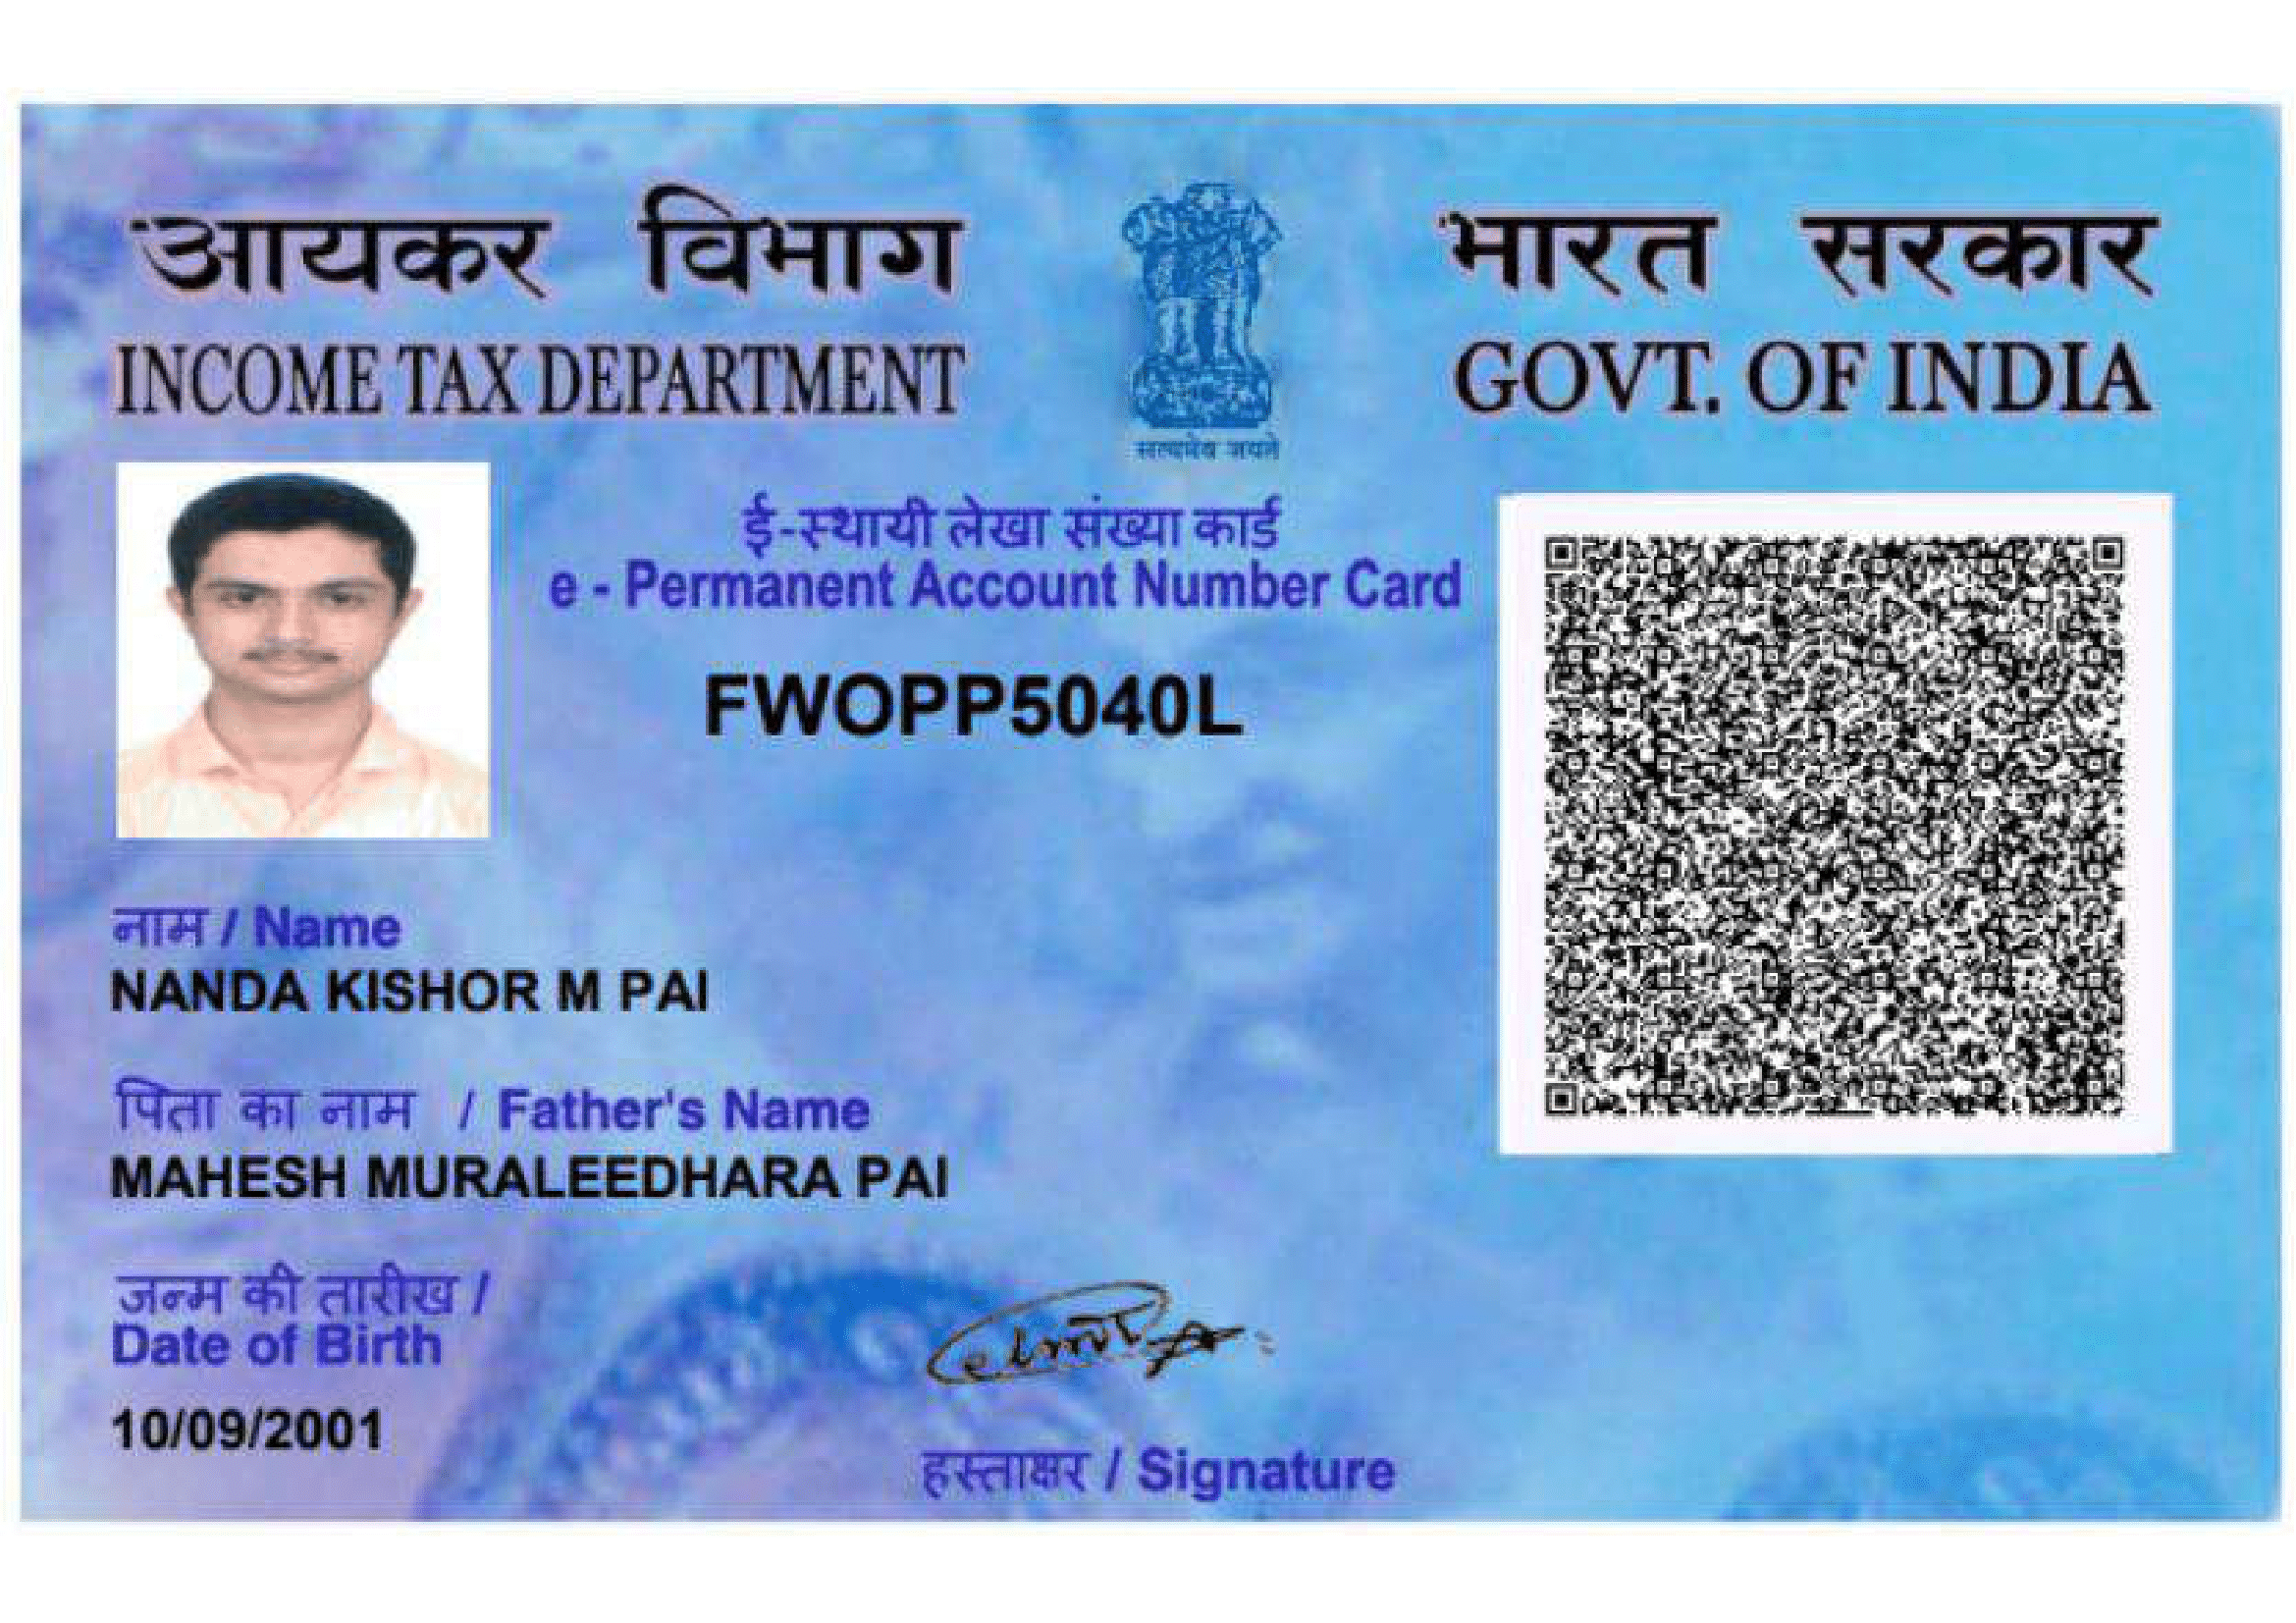 आयकर विभाग
INCOME TAX DEPARTMENT
सत्यमेव जयते
भारत सरकार
GOVT. OF INDIA
ई-स्थायी लेखा संख्या कार्ड
e - Permanent Account Number Card
FWOPP5040L
नाम / Name
NANDA KISHOR M PAI
पिता का नाम / Father's Name
MAHESH MURALEEDHARA PAI
जन्म की तारीख /
Date of Birth
10/09/2001
हस्ताक्षर / Signature